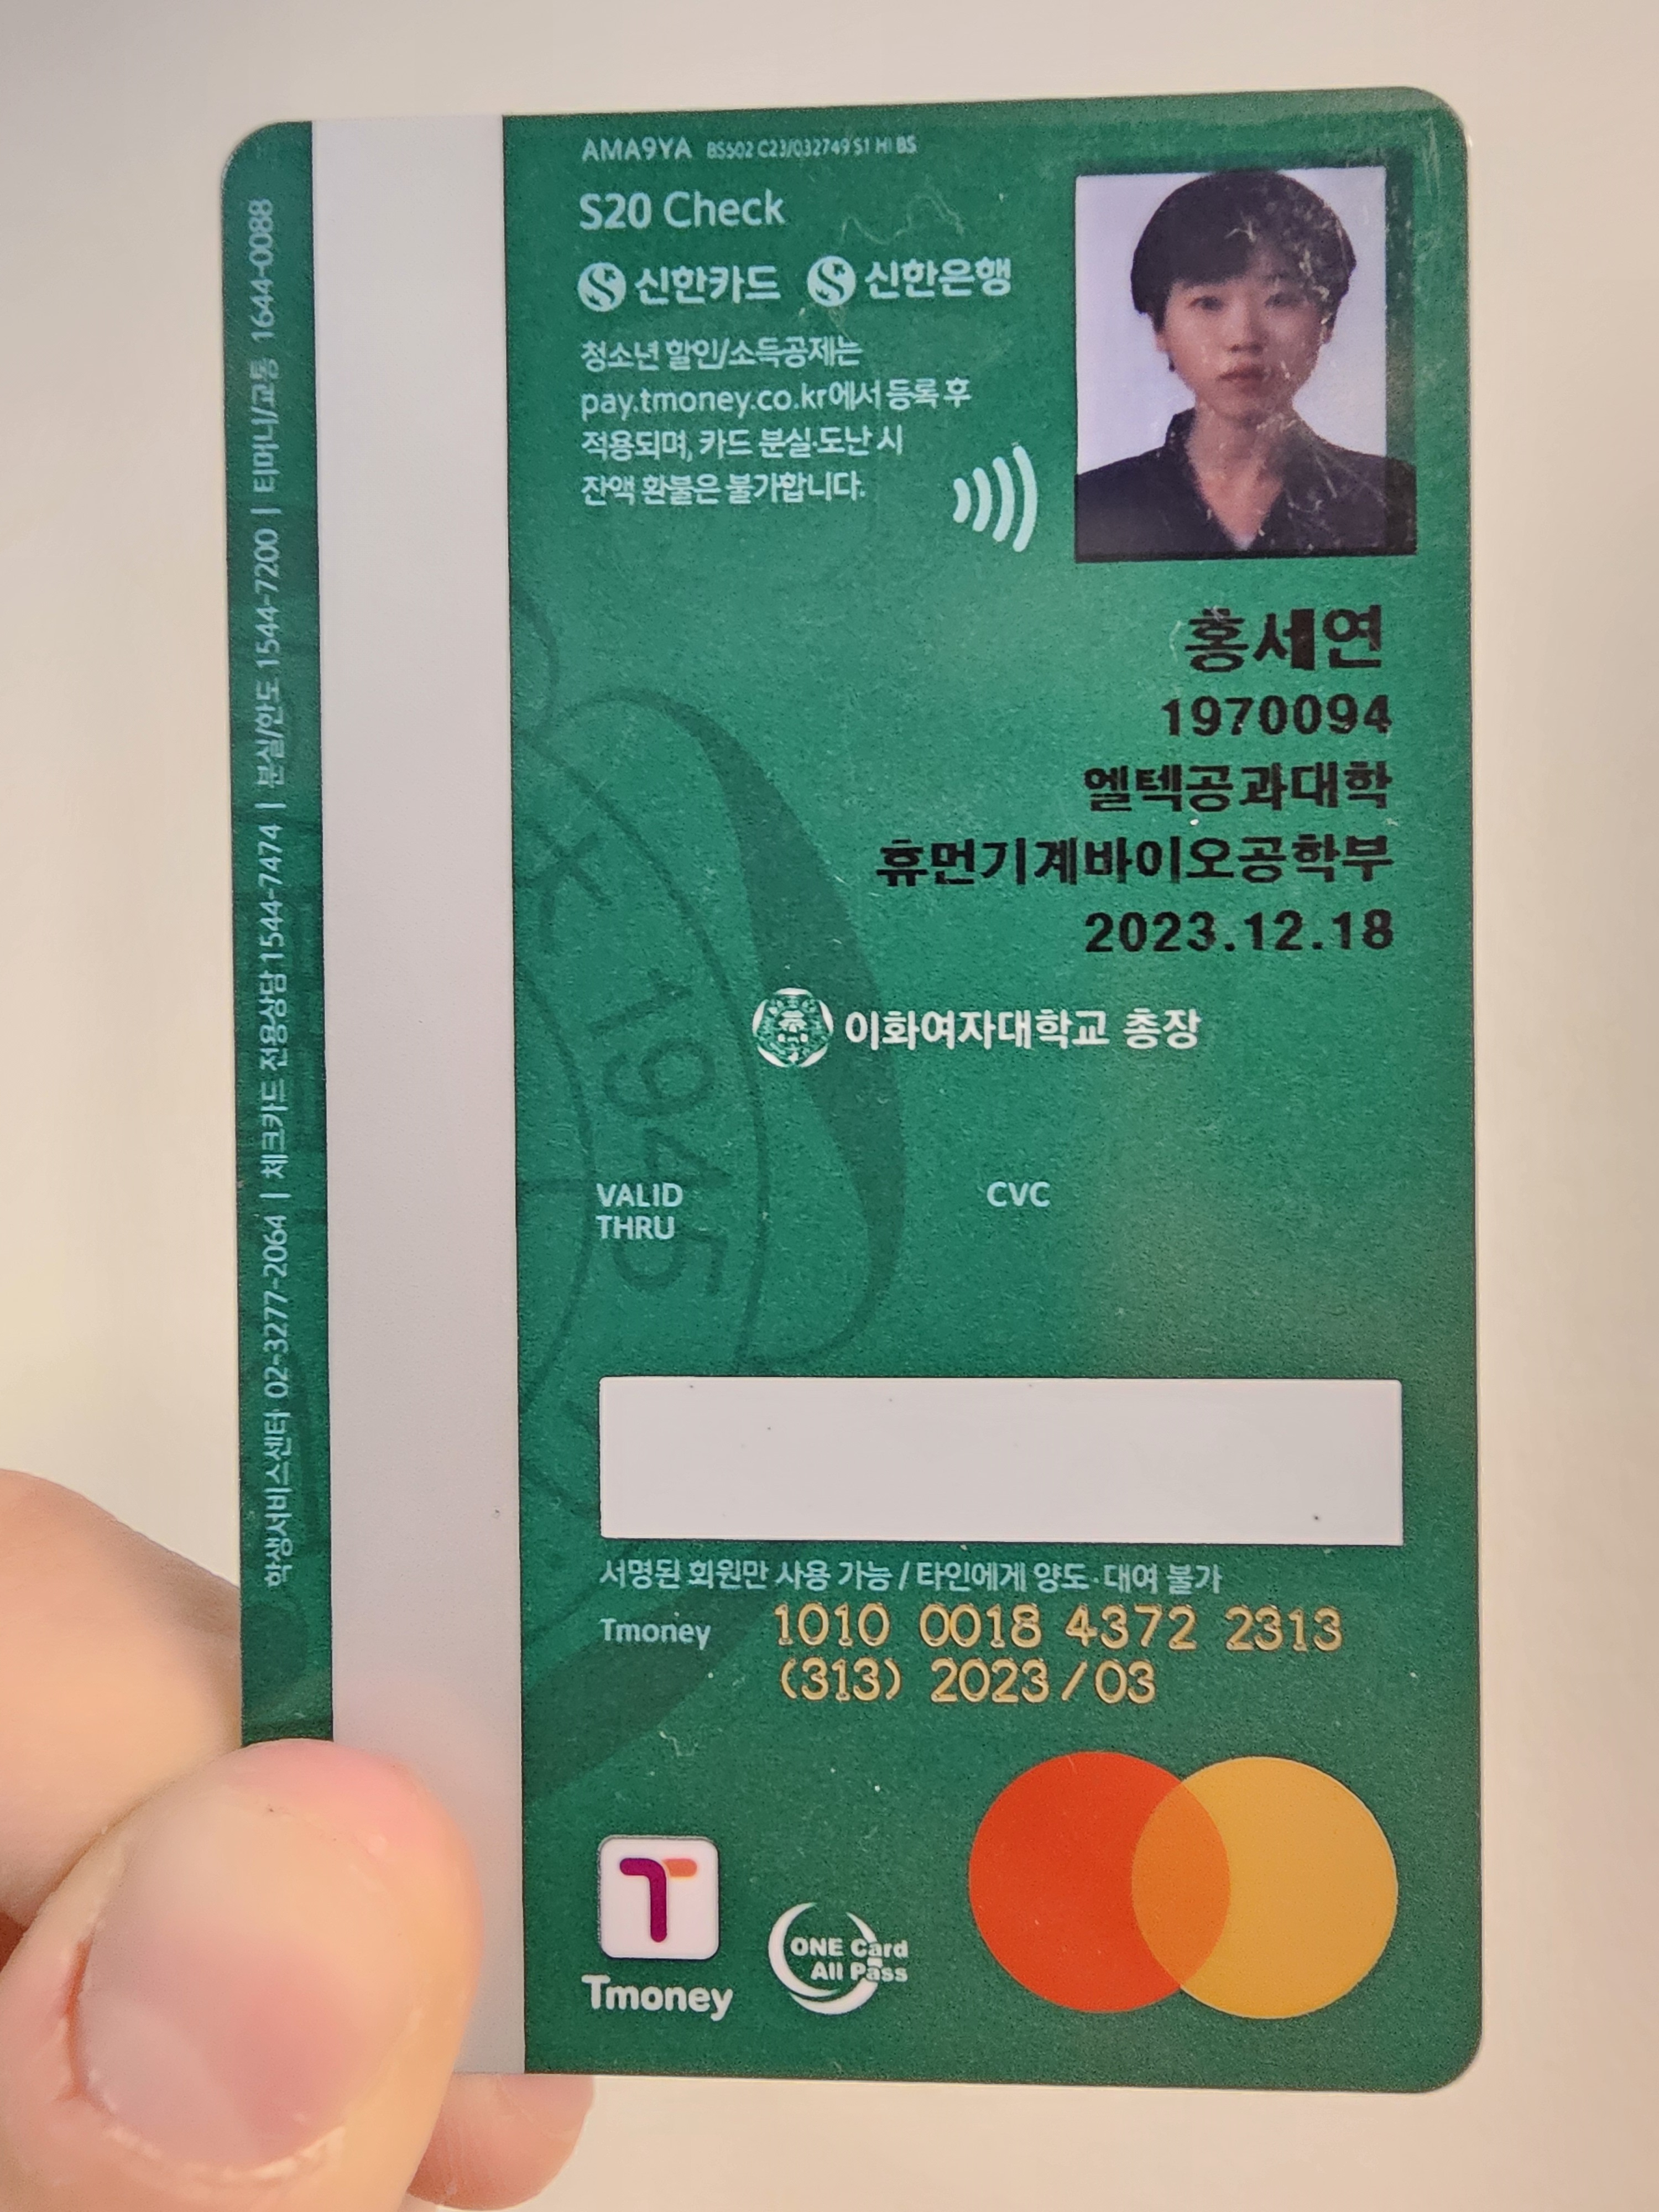 AMA9YA BS502 C23/032749 S1 HI BS
S20 Check
신한카드 신한은행
청소년 할인/소득공제는
pay.tmoney.co.kr에서 등록 후
적용되며, 카드 분실·도난 시
잔액 환불은 불가합니다.
홍세연
1970094
엘텍공과대학
휴먼기계바이오공학부
2023.12.18
이화여자대학교 총장
1945
VALID
THRU
CVC
서명된 회원만 사용 가능 / 타인에게 양도·대여 불가
Tmoney 1010 0018 4372 2313
(313) 2023/03
Tmoney
ONE Card
All Pass
학생서비스센터 02-3277-2064 | 체크카드 전용상담 1544-7474 | 분실/한도 1544-7200 | 티머니/교통 1644-0088